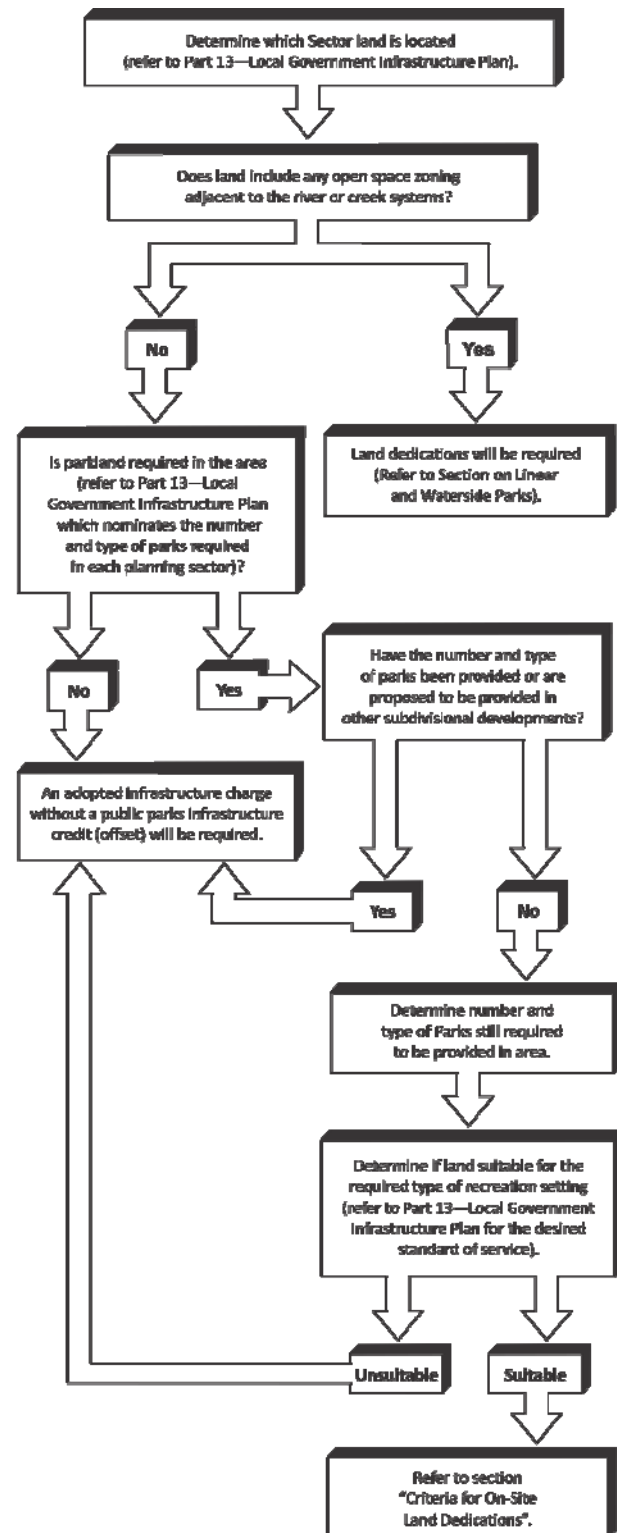 Determine which Sector land is located
(refer to Part 13—Local Government Infrastructure Plan).
Does land include any open space zoning
adjacent to the river or creek systems?
No
Yes
Is parkland required in the area
(refer to Part 13—Local
Government Infrastructure Plan
which nominates the number
and type of parks required
in each planning sector)?
Land dedications will be required
(Refer to Section on Linear
and Waterside Parks).
No
Yes
Have the number and type
of parks been provided or are
proposed to be provided in
other subdivisional developments?
An adopted infrastructure charge
without a public parks infrastructure
credit (offset) will be required.
Yes
No
Determine number and
type of Parks still required
to be provided in area.
Determine if land suitable for the
required type of recreation setting
(refer to Part 13—Local Government
Infrastructure Plan for the desired
standard of service).
Unsuitable
Suitable
Refer to section
"Criteria for On-Site
Land Dedications".